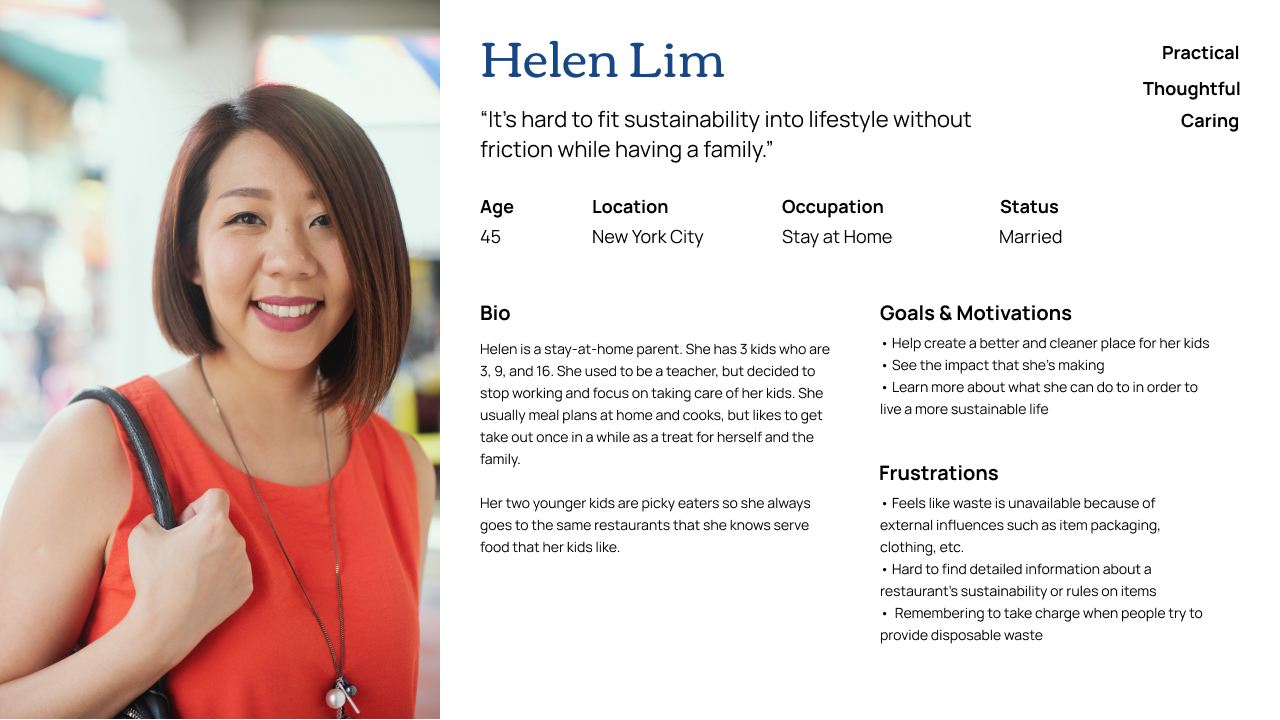 Helen Lim
Practical
Thoughtful
Caring
“It's hard to fit sustainability into lifestyle without
friction while having a family.”
Age
45
Location
New York City
Occupation
Stay at Home
Status
Married
Bio
Helen is a stay-at-home parent. She has 3 kids who are
3, 9, and 16. She used to be a teacher, but decided to
stop working and focus on taking care of her kids. She
usually meal plans at home and cooks, but likes to get
take out once in a while as a treat for herself and the
family.
Her two younger kids are picky eaters so she always
goes to the same restaurants that she knows serve
food that her kids like.
Goals & Motivations
• Help create a better and cleaner place for her kids
• See the impact that she's making
• Learn more about what she can do to in order to
live a more sustainable life
Frustrations
• Feels like waste is unavailable because of
external influences such as item packaging,
clothing, etc.
• Hard to find detailed information about a
restaurant's sustainability or rules on items
• Remembering to take charge when people try to
provide disposable waste